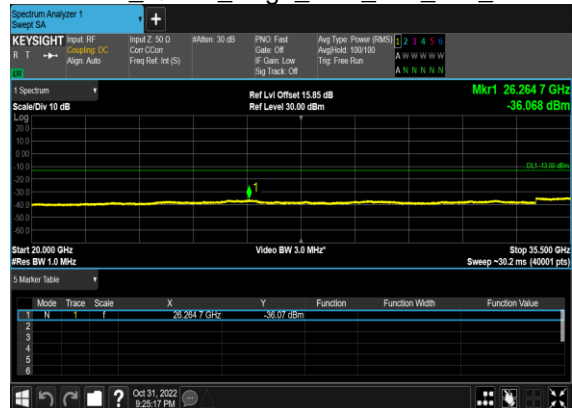 Spectrum Analyzer 1
Swept SA
+
KEYSIGHT Input: RF Input Z: 50 Ω #Atten: 30 dB PNO: Fast Avg Type: Power (RMS) 1 2 3 4 5 6
R T Coupling: DC Corr CCorr Gate: Off Avg|Hold: 100/100 A W W W W W
Align: Auto Freq Ref: Int (S) IF Gain: Low Trig: Free Run
Sig Track: Off A N N N N N
1 Spectrum Ref Lvl Offset 15.85 dB Mkr1 26.264 7 GHz
Scale/Div 10 dB Ref Level 30.00 dBm -36.068 dBm
Log
20.0
10.0
0.00
-10.0
DL1 -13.00 dBm
-20.0
-30.0
1
-40.0
-50.0
-60.0
Start 20.000 GHz Video BW 3.0 MHz* Stop 35.500 GHz
#Res BW 1.0 MHz Sweep ~30.2 ms (40001 pts)
5 Marker Table
Mode Trace Scale X Y Function Function Width Function Value
1 N 1 f 26.264 7 GHz -36.07 dBm
2
3
4
5
6
? Oct 31, 2022
9:25:17 PM